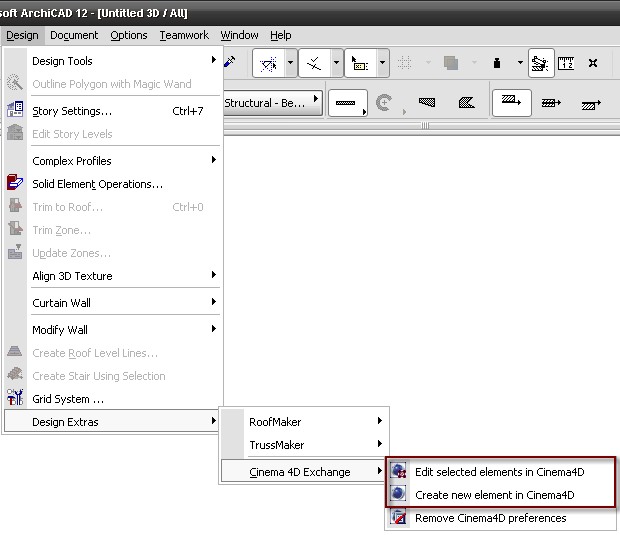 soft ArchiCAD 12 - [Untitled 3D / All]
Design Document Options Teamwork Window Help
Design Tools
Outline Polygon with Magic Wand
Story Settings... Ctrl+7
Structural - Be...
Edit Story Levels
Complex Profiles
Solid Element Operations...
Trim to Roof... Ctrl+0
Trim Zone...
Update Zones...
Align 3D Texture
Curtain Wall
Modify Wall
Create Roof Level Lines...
Create Stair Using Selection
Grid System ...
Design Extras
RoofMaker
TrussMaker
Cinema 4D Exchange
Edit selected elements in Cinema4D
Create new element in Cinema4D
Remove Cinema4D preferences